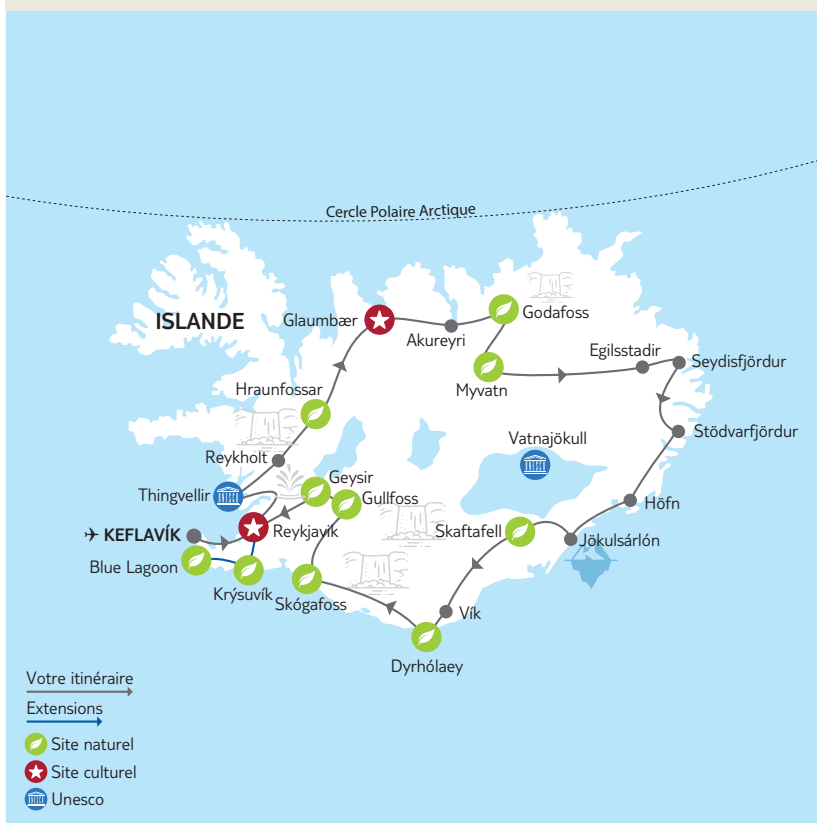 Cercle Polaire Arctique
ISLANDE
Glaumbær
Akureyri
Godafoss
Egilsstadir
Seydisfjördur
Myvatn
Hraunfossar
Stödvarfjördur
Vatnajökull
Reykholt
Geysir
Thingvellir
Gullfoss
Höfn
KEFLAVÍK
Reykjavik
Skaftafell
Jökulsárlón
Blue Lagoon
Krýsuvík
Skógafoss
Vík
Dyrhólaey
Votre itinéraire
Extensions
Site naturel
Site culturel
Unesco